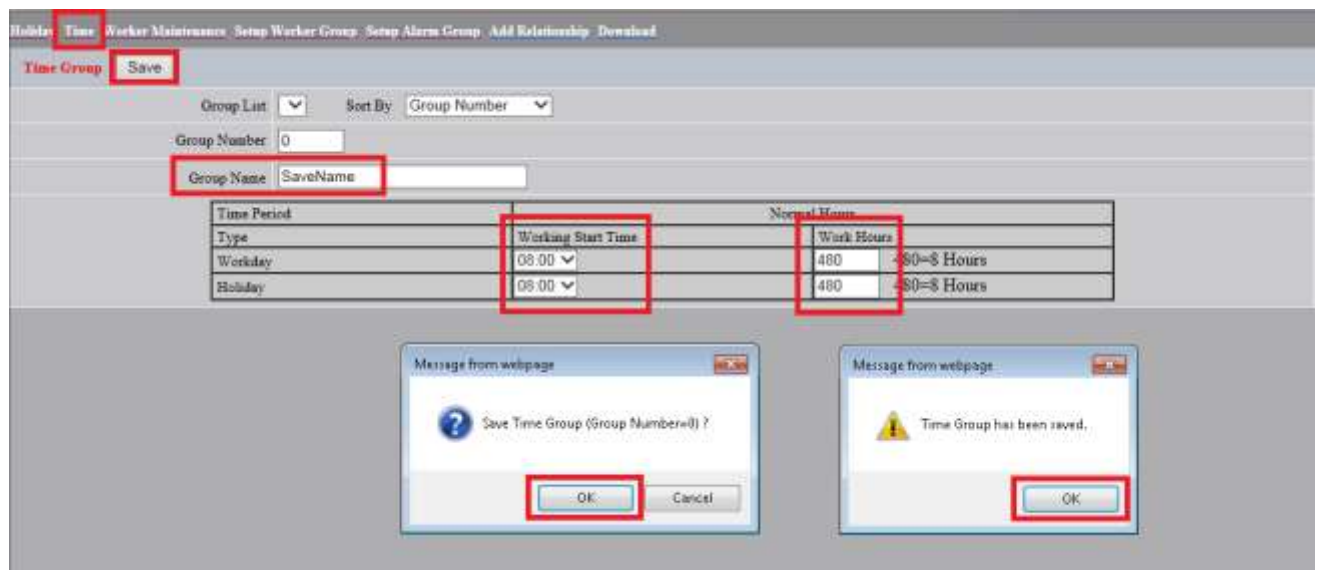 Holiday Time Worker Maintenance Setup Worker Group Setup Alarm Group Add Relationship Download
Time Group Save
Group List Sort By Group Number
Group Number 0
Group Name SaveName
Time Period Normal Hours
Type Working Start Time Work Hours
Workday 08:00 480 480=8 Hours
Holiday 08:00 480 480=8 Hours
Message from webpage
Save Time Group (Group Number=0) ?
OK Cancel
Message from webpage
Time Group has been saved.
OK